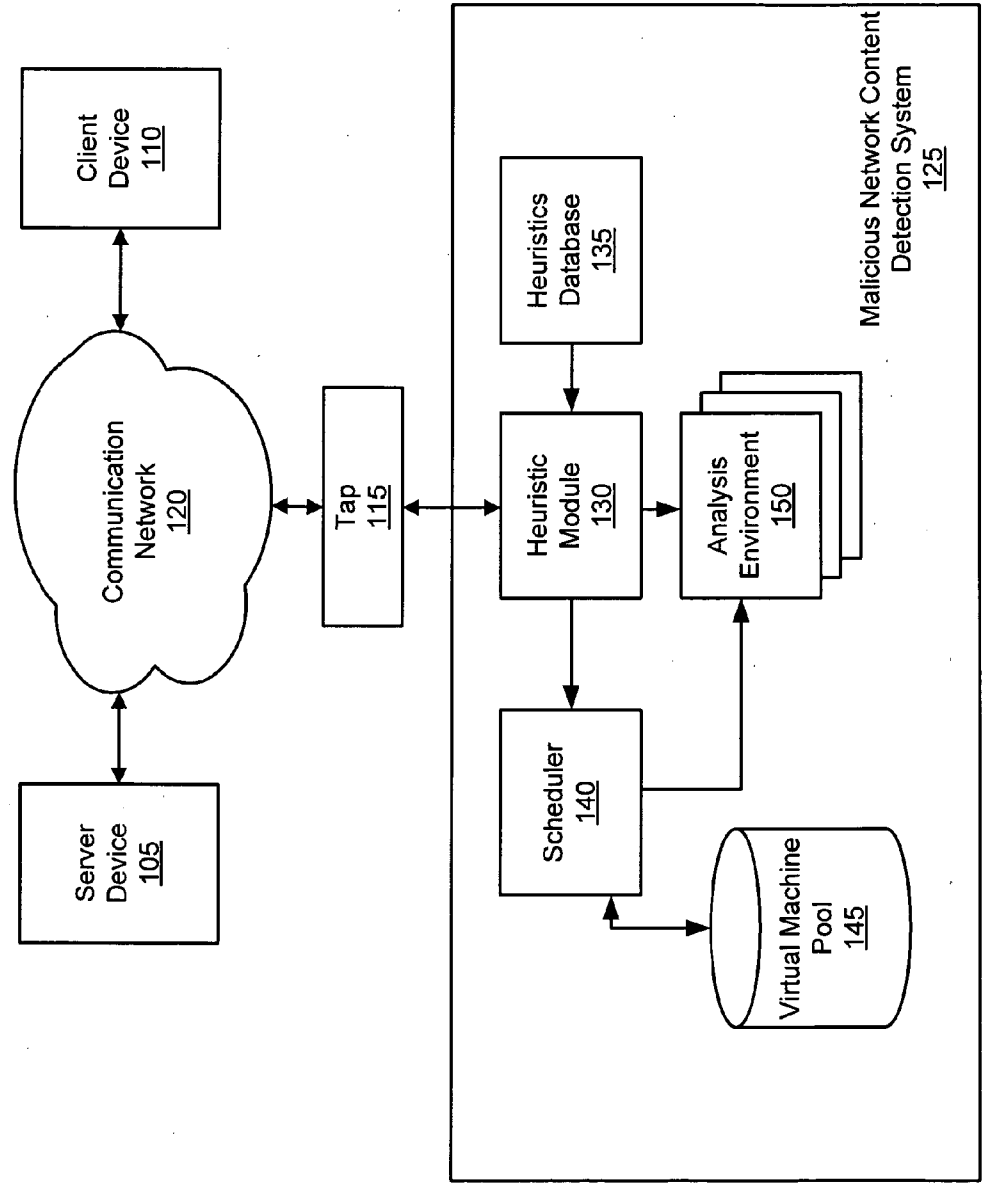 Server
Device
105
Communication
Network
120
Client
Device
110
Tap
115
Scheduler
140
Heuristic
Module
130
Heuristics
Database
135
Virtual Machine
Pool
145
Analysis
Environment
150
Malicious Network Content
Detection System
125